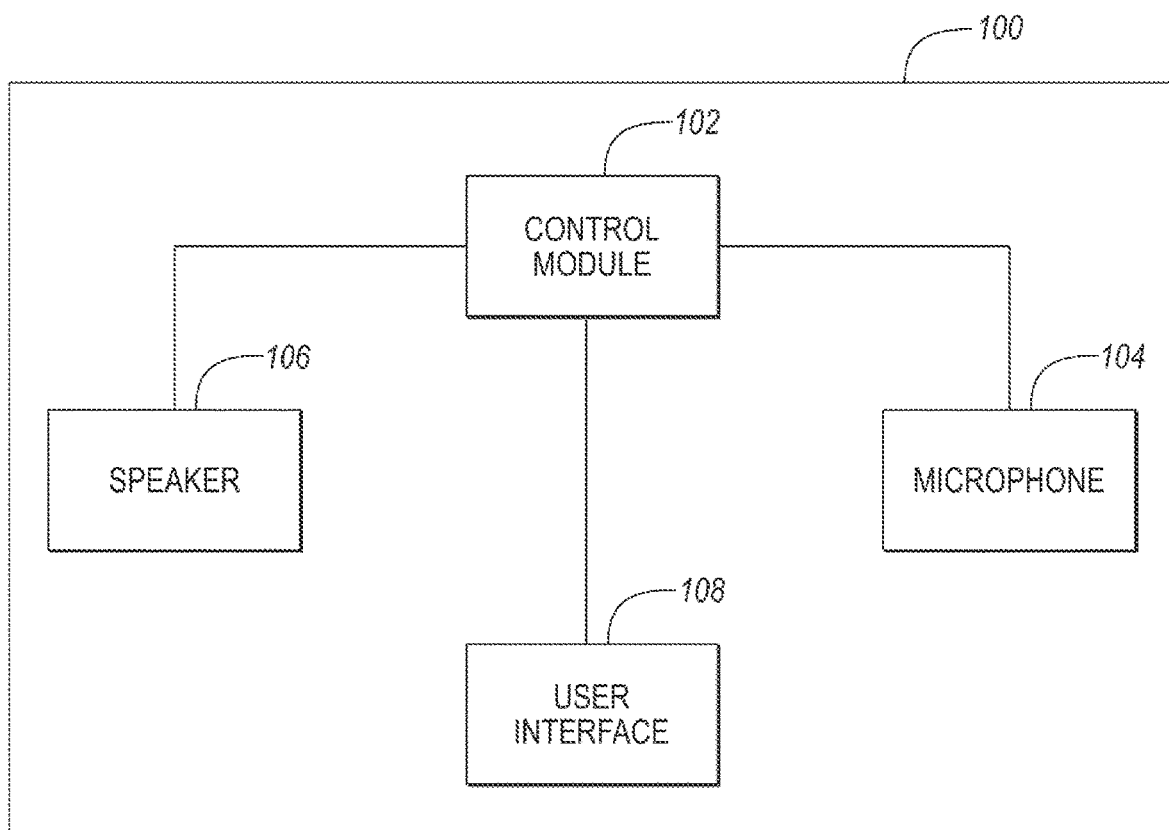 100
102
CONTROL
MODULE
106
104
SPEAKER
MICROPHONE
108
USER
INTERFACE